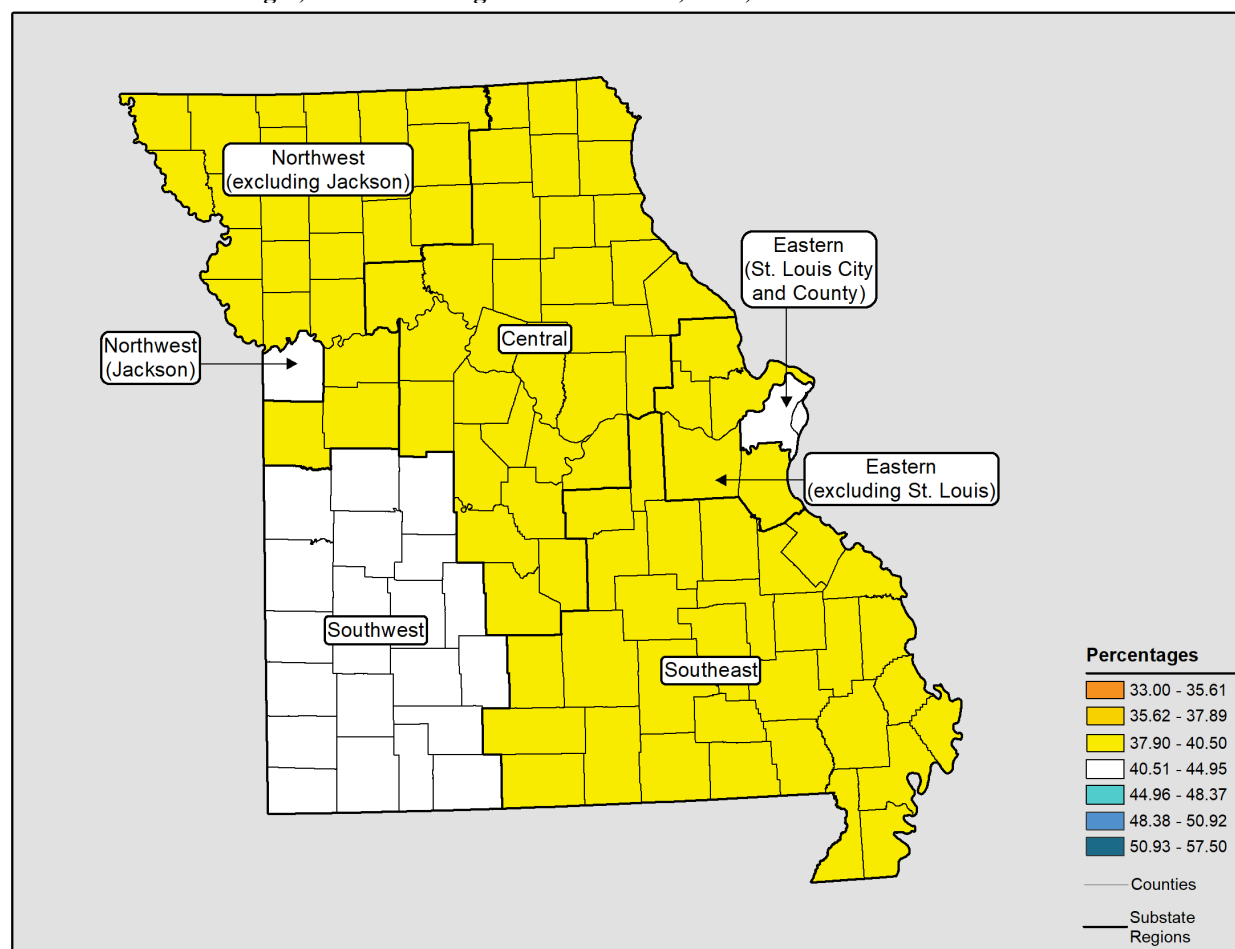 Northwest
(excluding Jackson)
Eastern
(St. Louis City
and County)
Central
Northwest
(Jackson)
Eastern
(excluding St. Louis)
Southwest
Southeast
Percentages
33.00 - 35.61
35.62 - 37.89
37.90 - 40.50
40.51 - 44.95
44.96 - 48.37
48.38 - 50.92
50.93 - 57.50
Counties
Substate
Regions